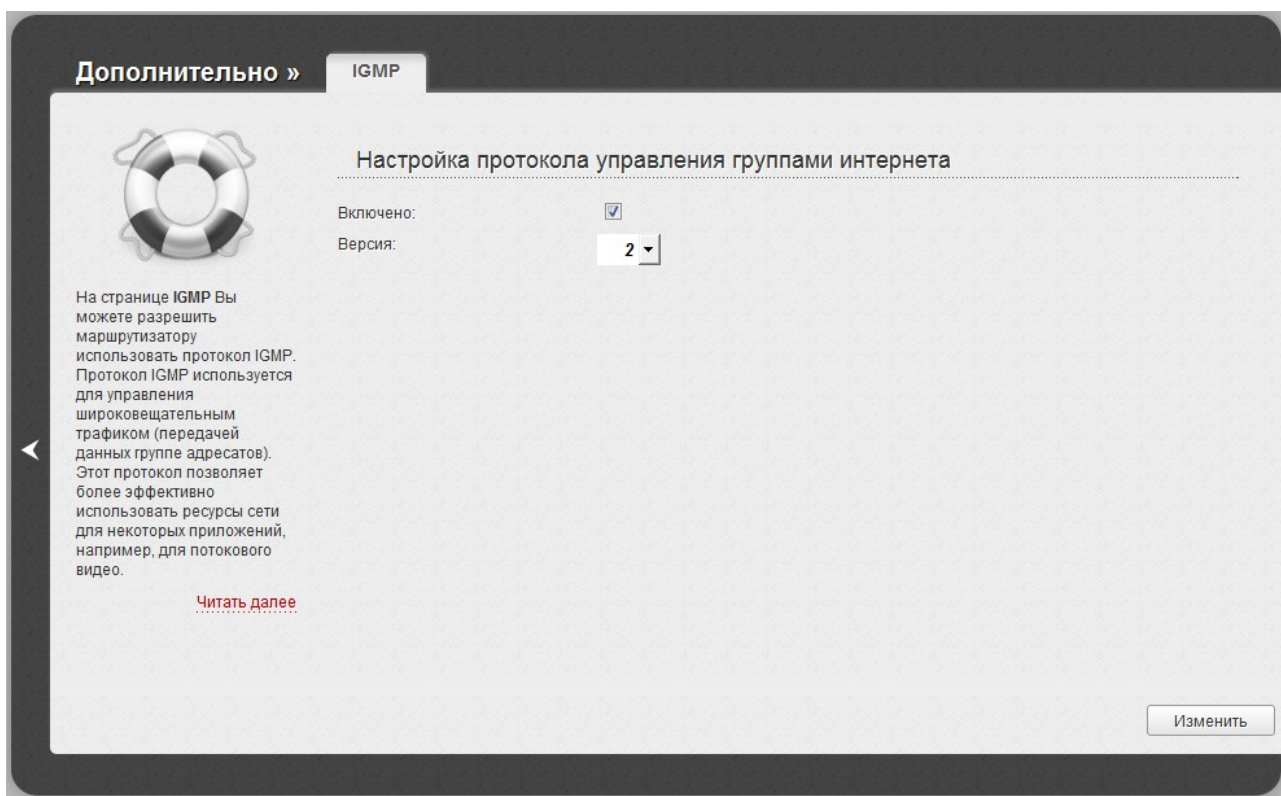 Дополнительно »
IGMP
Настройка протокола управления группами интернета
Включено:
Версия:
2
На странице IGMP Вы
можете разрешить
маршрутизатору
использовать протокол IGMP.
Протокол IGMP используется
для управления
широковещательным
трафиком (передачей
данных группе адресатов).
Этот протокол позволяет
более эффективно
использовать ресурсы сети
для некоторых приложений,
например, для потокового
видео.
Читать далее
Изменить